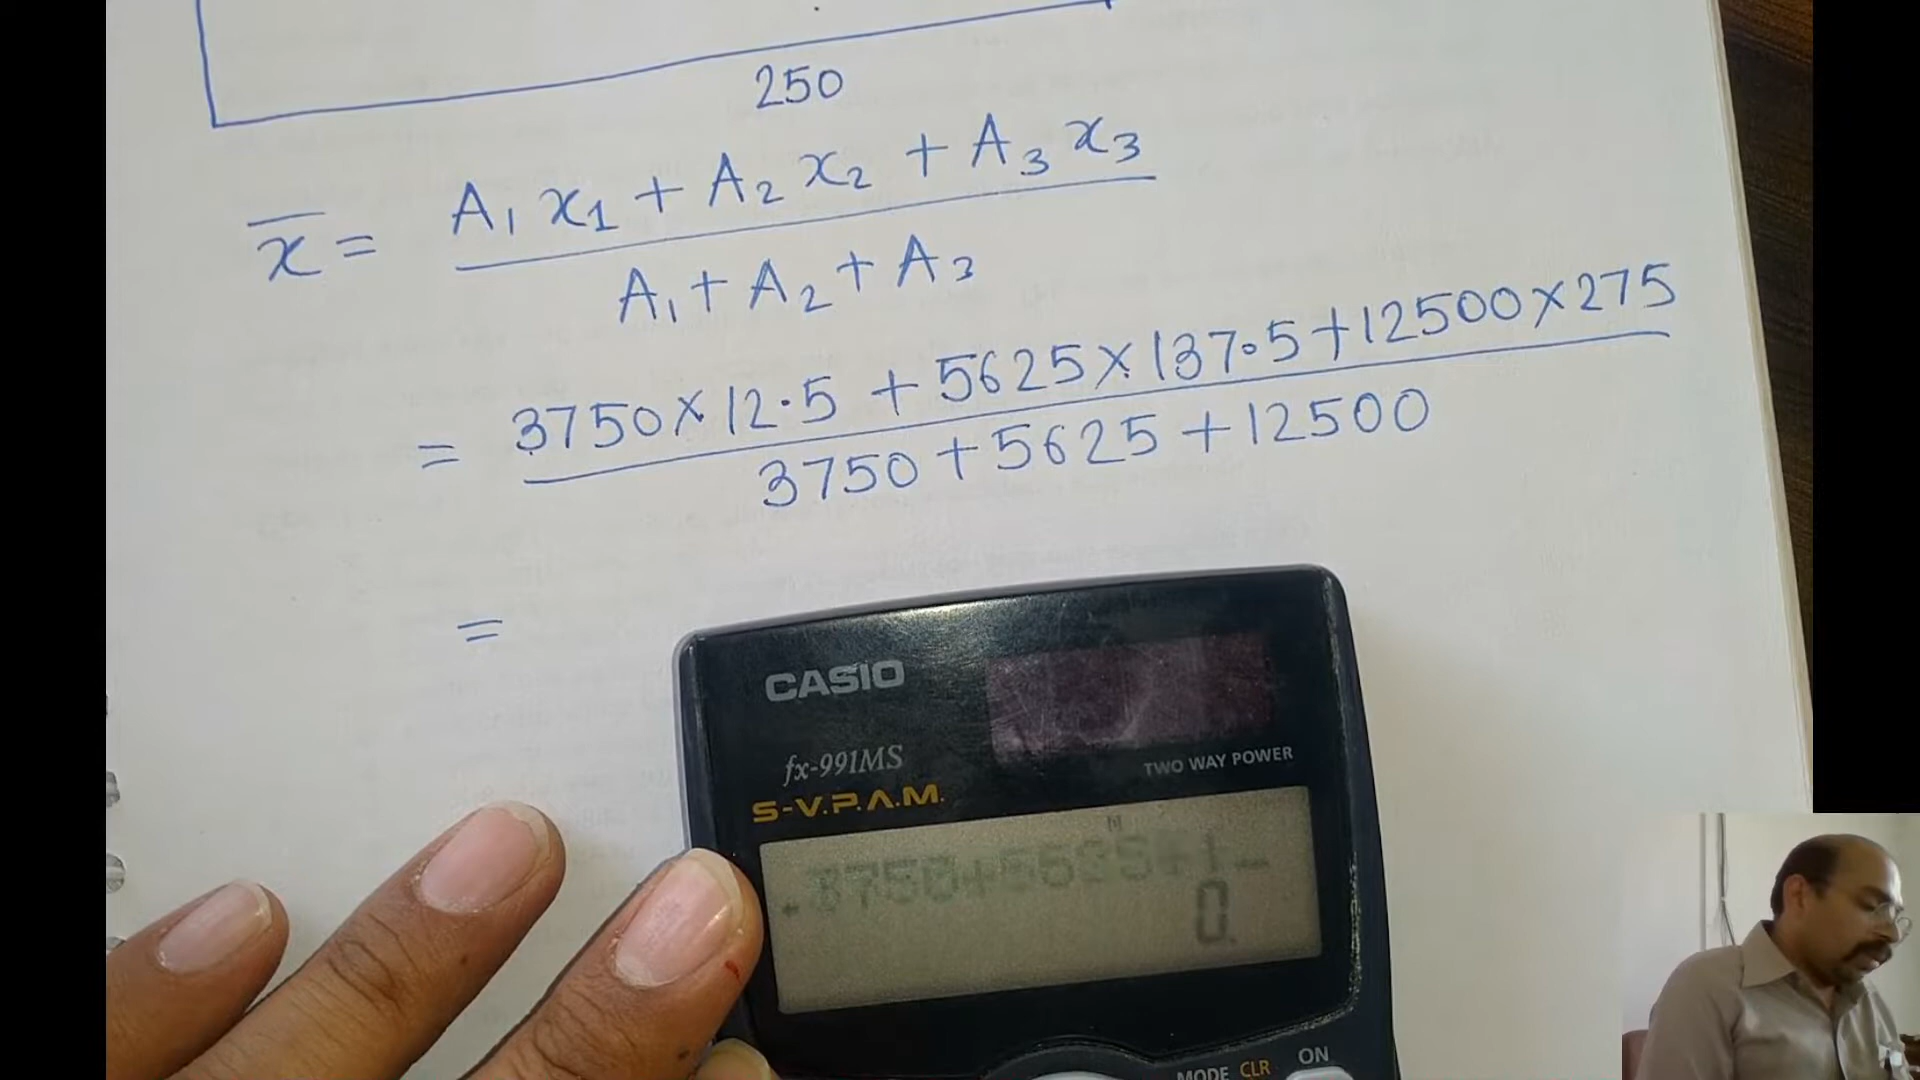 250
x̄ = A₁x₁ + A₂x₂ + A₃x₃
A₁ + A₂ + A₃
= 3750×12.5 + 5625×137.5 + 12500×275
3750 + 5625 + 12500
=
CASIO
fx-991MS
TWO WAY POWER
S-V.P.A.M.
M
0.
MODE CLR ON